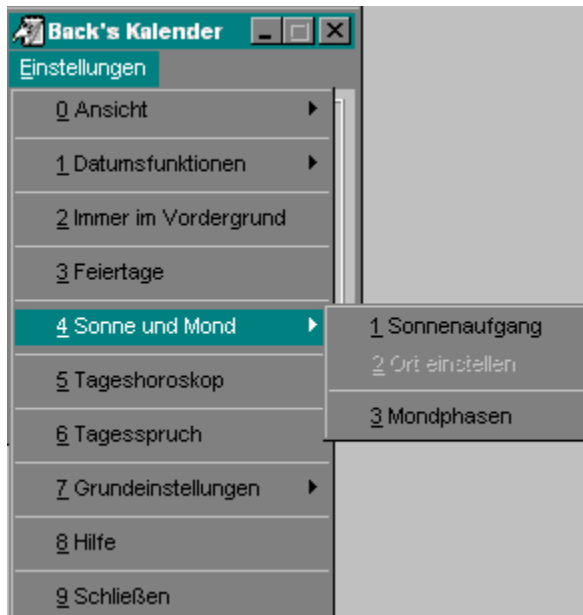 Back's Kalender
Einstellungen
0 Ansicht
1 Datumsfunktionen
2 Immer im Vordergrund
3 Feiertage
4 Sonne und Mond
1 Sonnenaufgang
2 Ort einstellen
5 Tageshoroskop
3 Mondphasen
6 Tagesspruch
7 Grundeinstellungen
8 Hilfe
9 Schließen